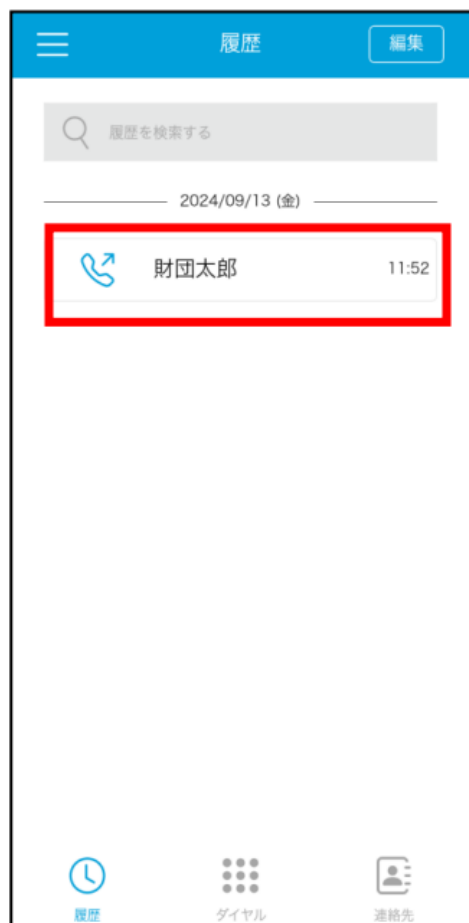 履歴 編集
履歴を検索する
2024/09/13 (金)
財団太郎 11:52
履歴 ダイヤル 連絡先